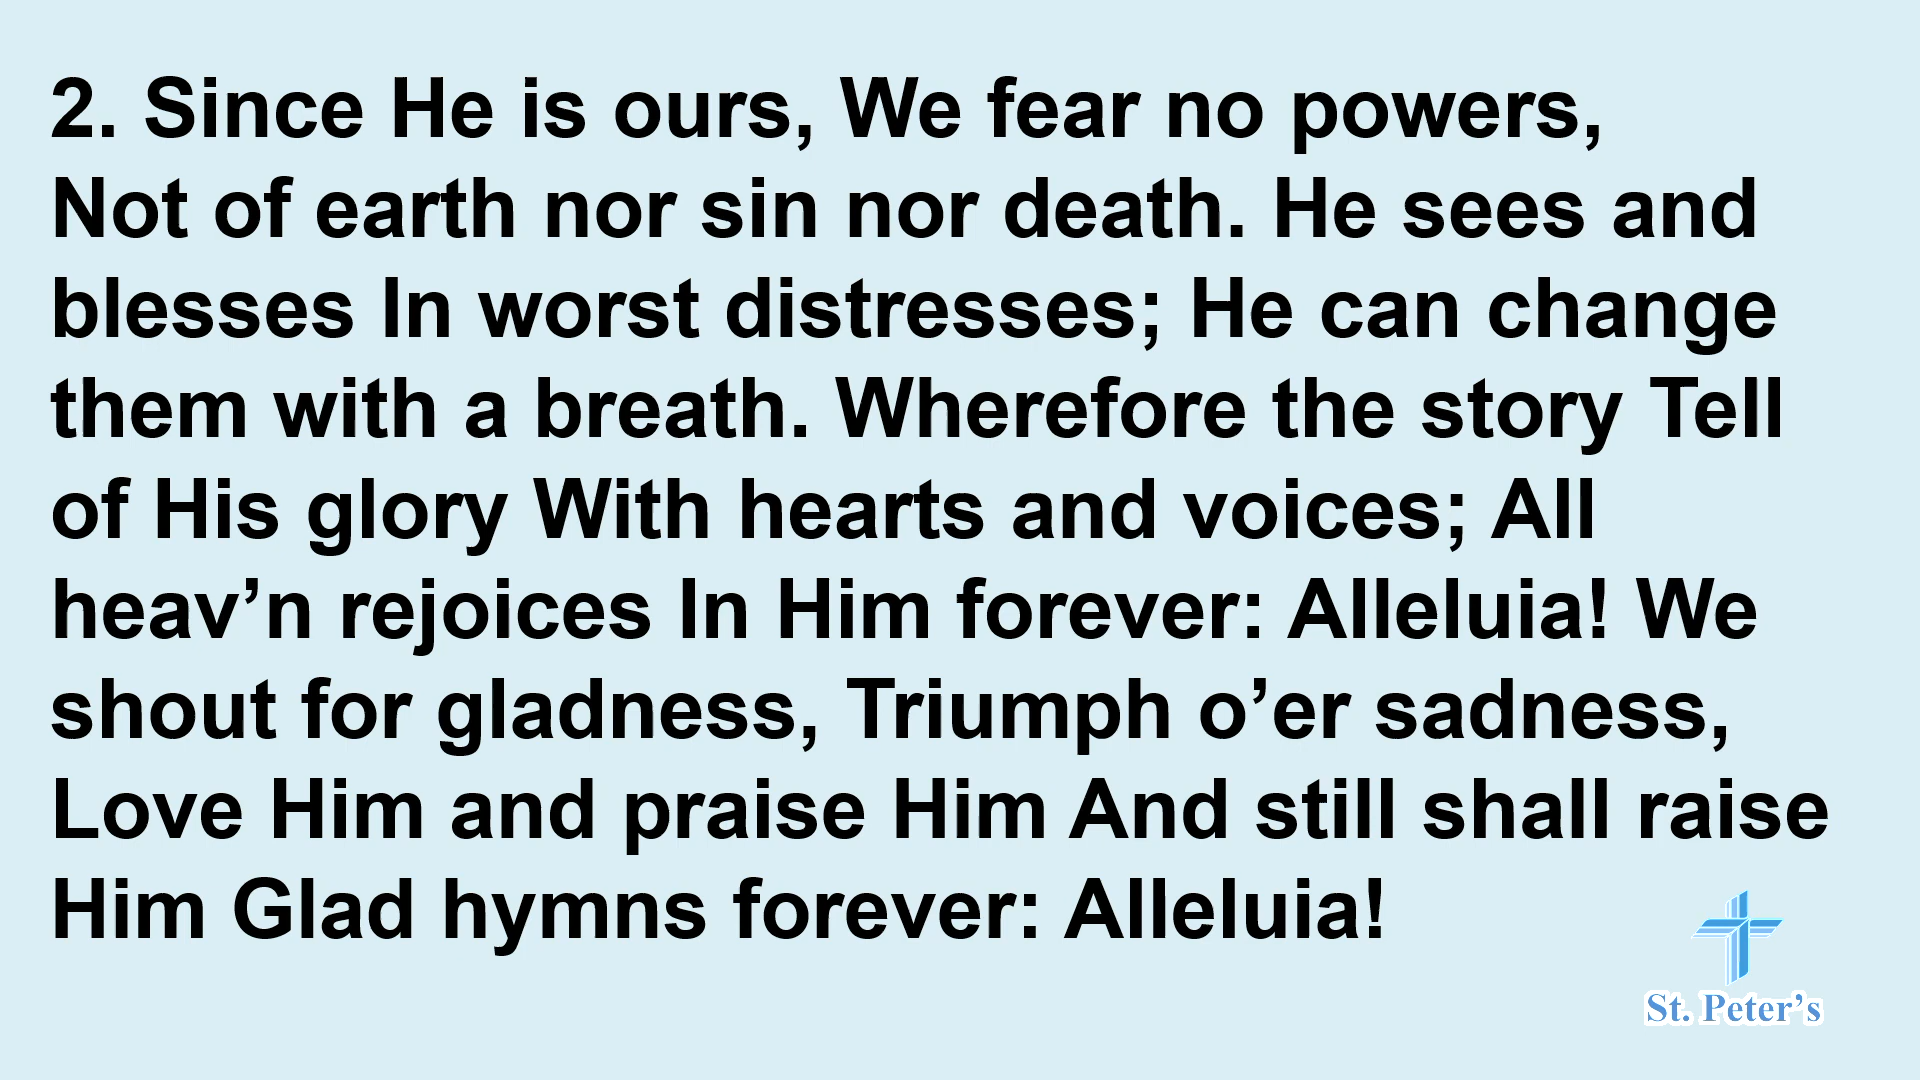 2. Since He is ours, We fear no powers,
Not of earth nor sin nor death. He sees and
blesses In worst distresses; He can change
them with a breath. Wherefore the story Tell
of His glory With hearts and voices; All
heav’n rejoices In Him forever: Alleluia! We
shout for gladness, Triumph o’er sadness,
Love Him and praise Him And still shall raise
Him Glad hymns forever: Alleluia!
St. Peter’s